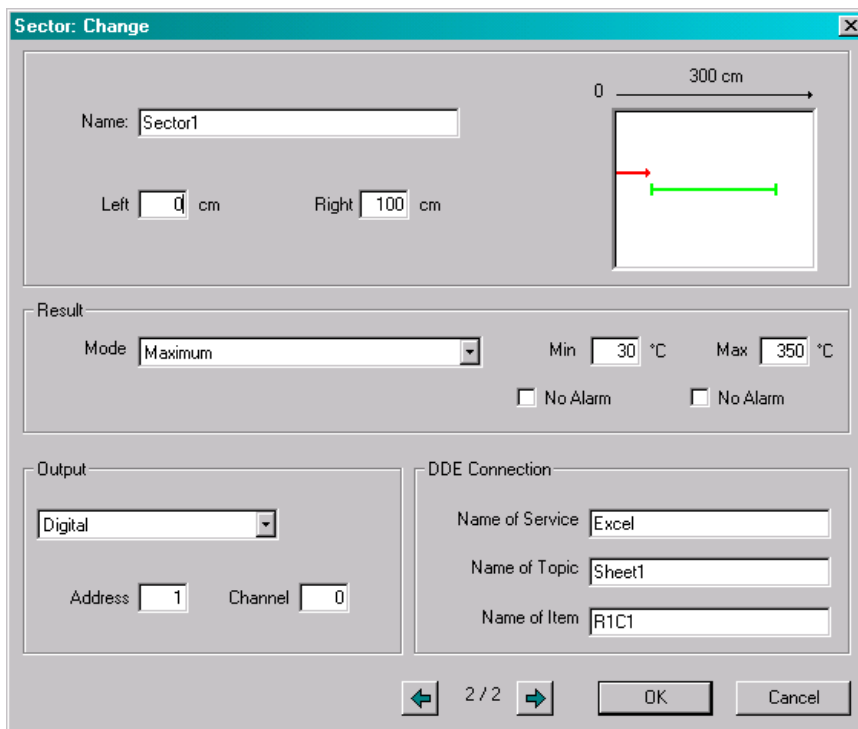 Sector: Change
0 300 cm
Name: Sector1
Left 0 cm Right 100 cm
Result
Mode Maximum Min 30 °C Max 350 °C
No Alarm No Alarm
Output
Digital
Address 1 Channel 0
DDE Connection
Name of Service Excel
Name of Topic Sheet1
Name of Item R1C1
2 / 2 OK Cancel